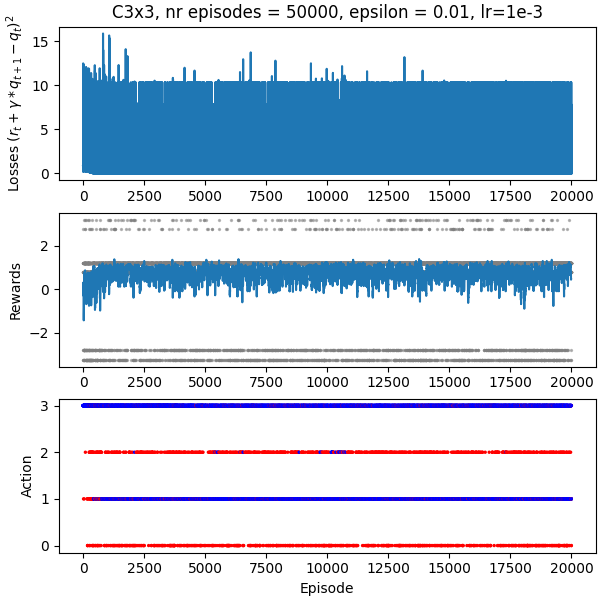 C3x3, nr episodes = 50000, epsilon = 0.01, lr=1e-3
Losses (r_t + γ * q_{t+1} − q_t)^2
15
10
5
0
0 2500 5000 7500 10000 12500 15000 17500 20000
Rewards
2
0
−2
0 2500 5000 7500 10000 12500 15000 17500 20000
Action
3
2
1
0
0 2500 5000 7500 10000 12500 15000 17500 20000
Episode